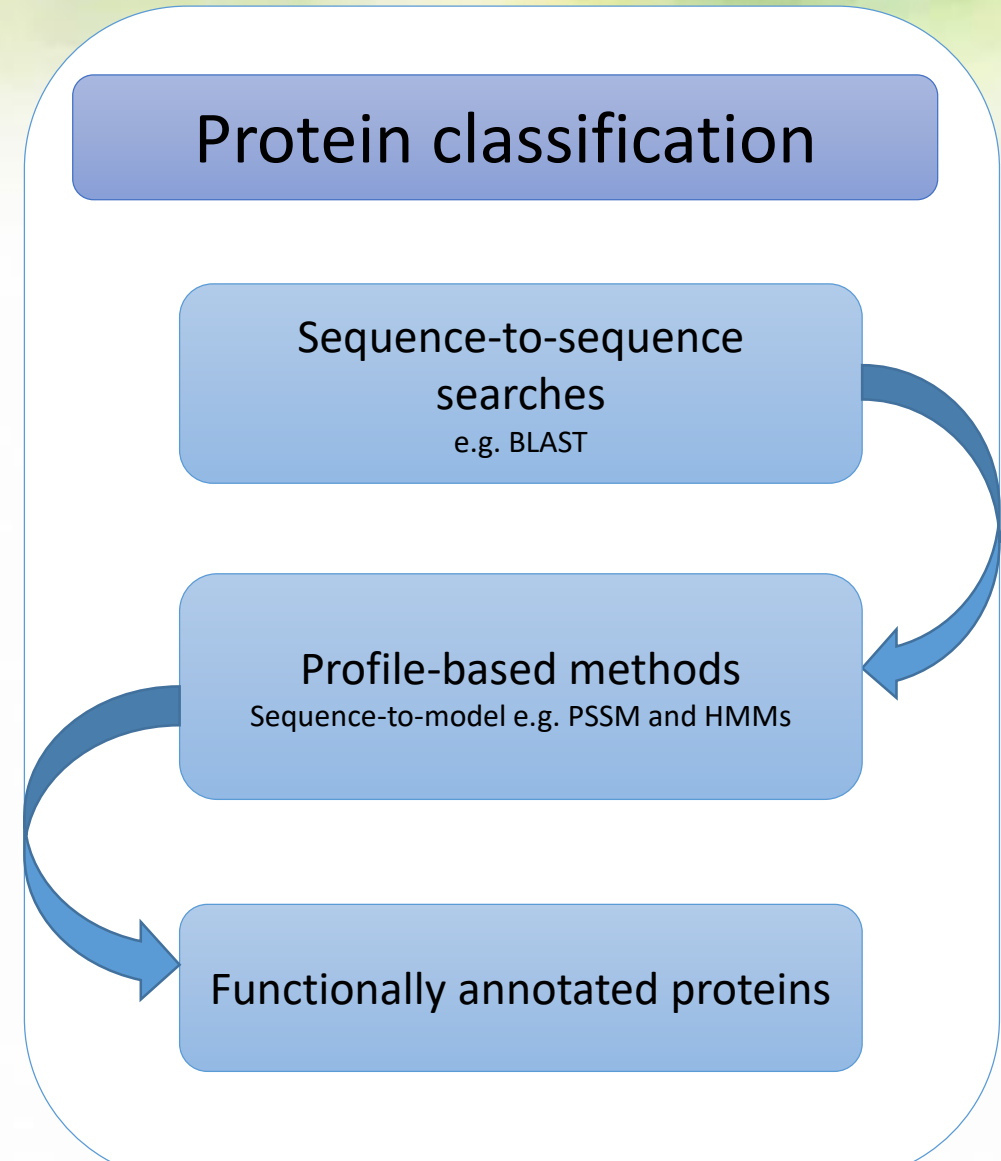 Protein classification
Sequence-to-sequence
searches
e.g. BLAST
Profile-based methods
Sequence-to-model e.g. PSSM and HMMs
Functionally annotated proteins